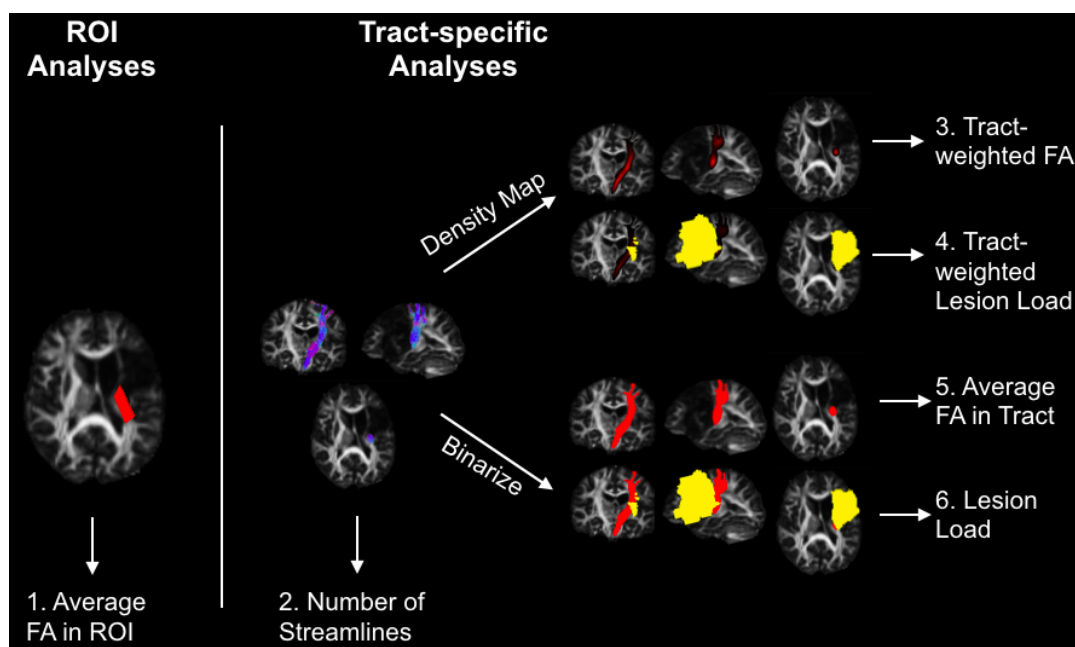 ROI
Analyses
Tract-specific
Analyses
Density Map
3. Tract-
weighted FA
4. Tract-
weighted
Lesion Load
Binarize
5. Average
FA in Tract
6. Lesion
Load
1. Average
FA in ROI
2. Number of
Streamlines